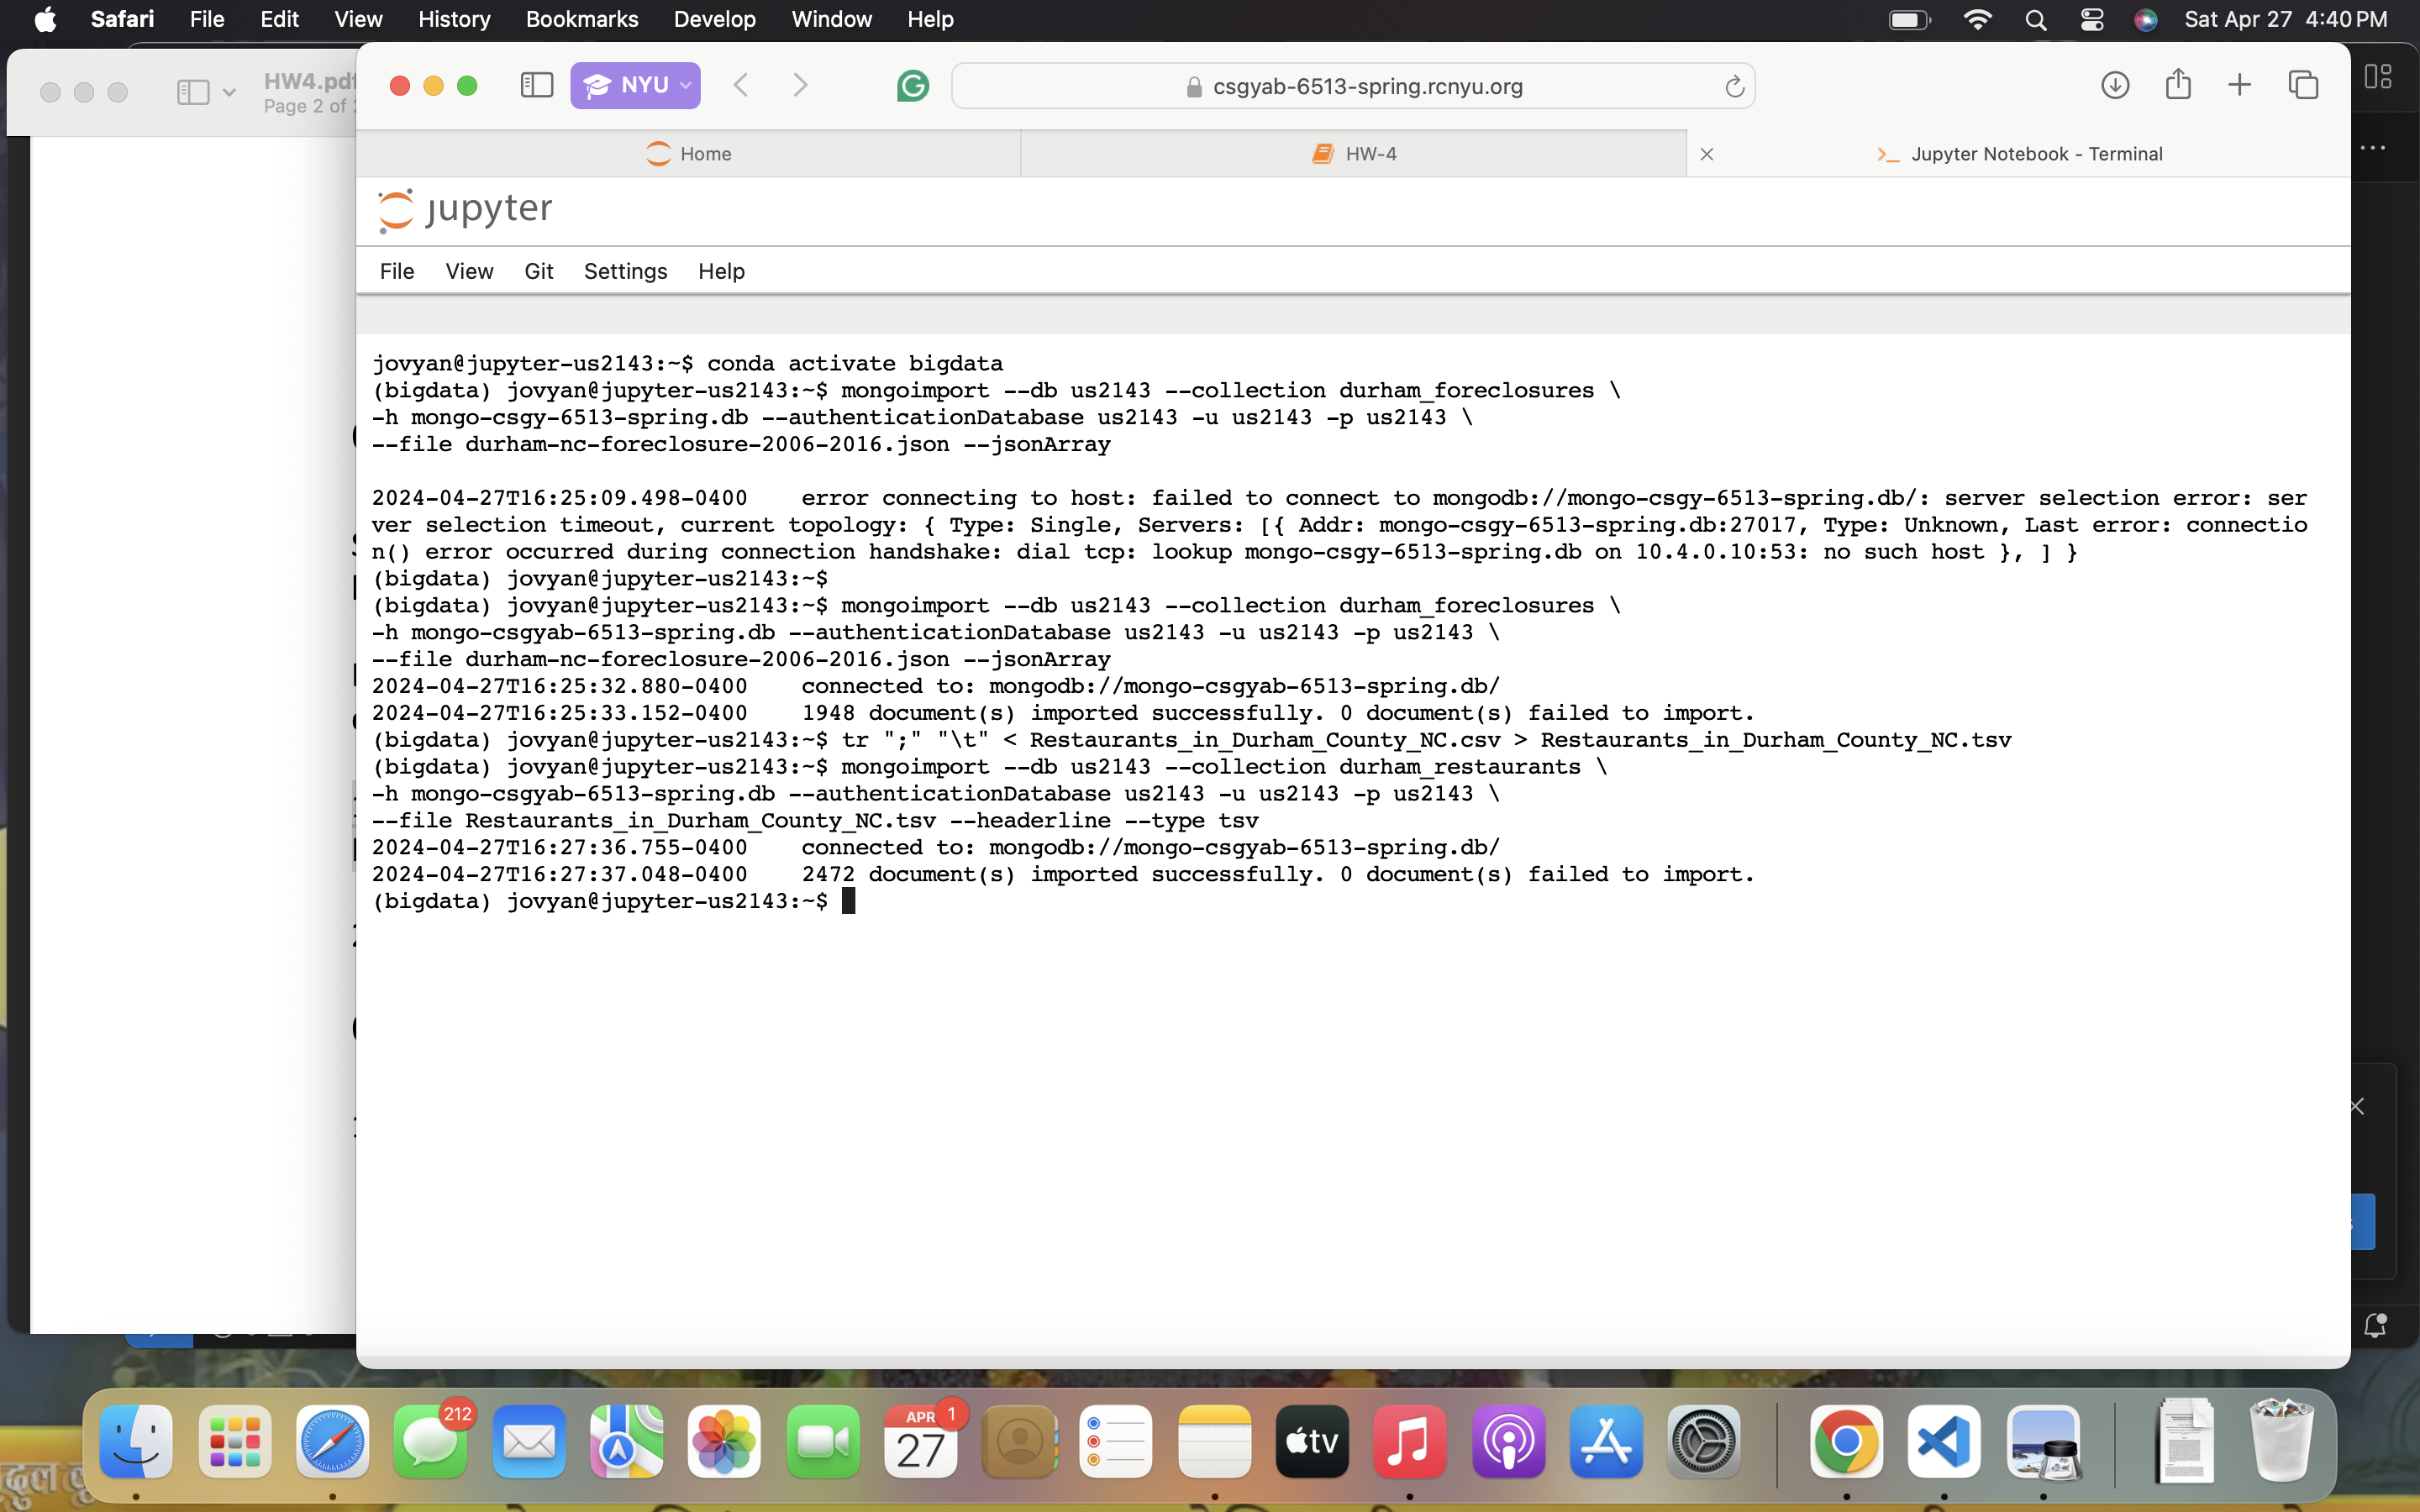 Safari File Edit View History Bookmarks Develop Window Help Sat Apr 27 4:40 PM
HW4.pdf
Page 2 of
NYU csgyab-6513-spring.rcnyu.org
Home HW-4 Jupyter Notebook - Terminal
jupyter
File View Git Settings Help
jovyan@jupyter-us2143:~$ conda activate bigdata
(bigdata) jovyan@jupyter-us2143:~$ mongoimport --db us2143 --collection durham_foreclosures \
-h mongo-csgy-6513-spring.db --authenticationDatabase us2143 -u us2143 -p us2143 \
--file durham-nc-foreclosure-2006-2016.json --jsonArray
2024-04-27T16:25:09.498-0400    error connecting to host: failed to connect to mongodb://mongo-csgy-6513-spring.db/: server selection error: ser
ver selection timeout, current topology: { Type: Single, Servers: [{ Addr: mongo-csgy-6513-spring.db:27017, Type: Unknown, Last error: connectio
n() error occurred during connection handshake: dial tcp: lookup mongo-csgy-6513-spring.db on 10.4.0.10:53: no such host }, ] }
(bigdata) jovyan@jupyter-us2143:~$
(bigdata) jovyan@jupyter-us2143:~$ mongoimport --db us2143 --collection durham_foreclosures \
-h mongo-csgyab-6513-spring.db --authenticationDatabase us2143 -u us2143 -p us2143 \
--file durham-nc-foreclosure-2006-2016.json --jsonArray
2024-04-27T16:25:32.880-0400    connected to: mongodb://mongo-csgyab-6513-spring.db/
2024-04-27T16:25:33.152-0400    1948 document(s) imported successfully. 0 document(s) failed to import.
(bigdata) jovyan@jupyter-us2143:~$ tr ";" "\t" < Restaurants_in_Durham_County_NC.csv > Restaurants_in_Durham_County_NC.tsv
(bigdata) jovyan@jupyter-us2143:~$ mongoimport --db us2143 --collection durham_restaurants \
-h mongo-csgyab-6513-spring.db --authenticationDatabase us2143 -u us2143 -p us2143 \
--file Restaurants_in_Durham_County_NC.tsv --headerline --type tsv
2024-04-27T16:27:36.755-0400    connected to: mongodb://mongo-csgyab-6513-spring.db/
2024-04-27T16:27:37.048-0400    2472 document(s) imported successfully. 0 document(s) failed to import.
(bigdata) jovyan@jupyter-us2143:~$
212
APR 1
27
tv